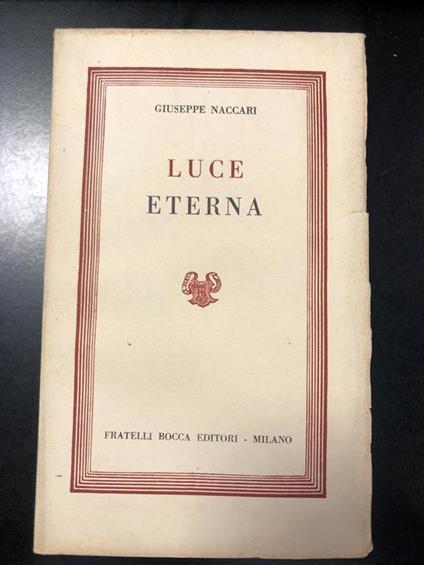 GIUSEPPE NACCARI
LUCE
ETERNA
FRATELLI BOCCA EDITORI - MILANO